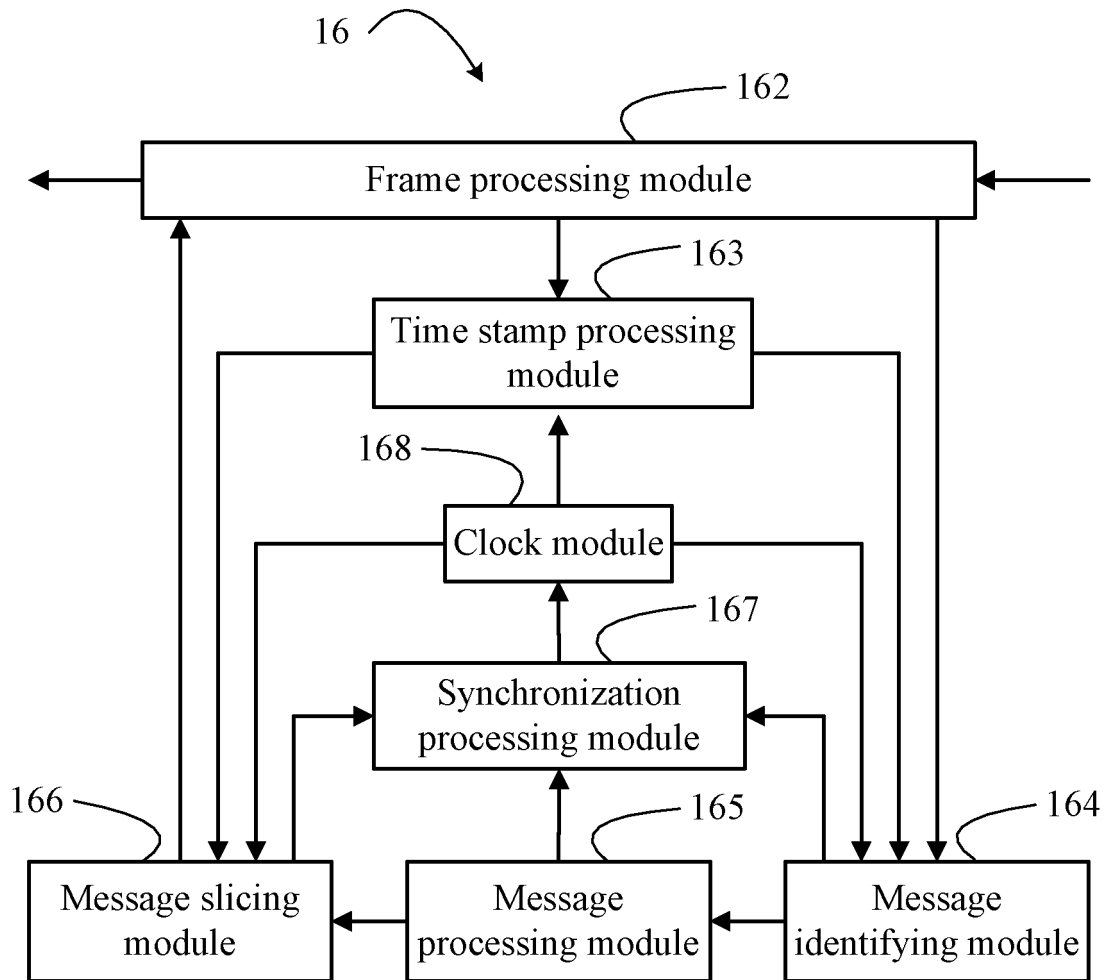 16
162
Frame processing module
163
Time stamp processing
module
168
Clock module
167
Synchronization
processing module
166
165
164
Message slicing
module
Message
processing module
Message
identifying module